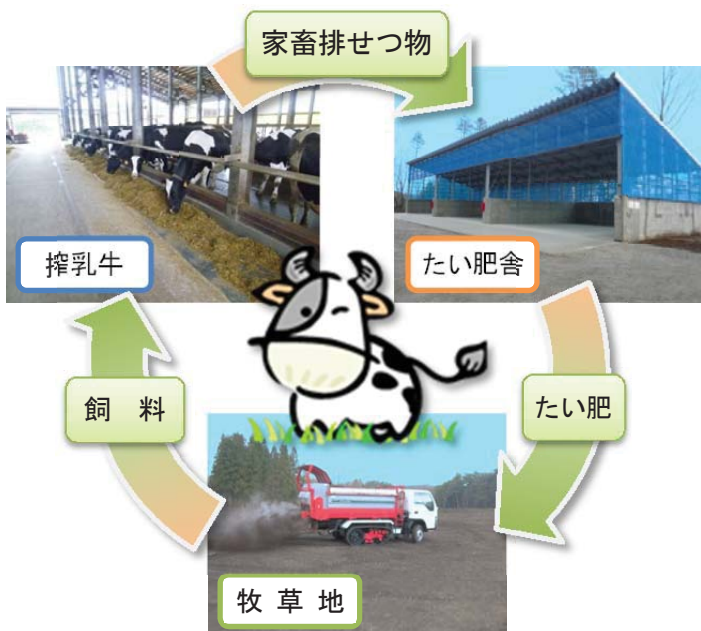 家畜排せつ物
搾乳牛
たい肥舎
飼 料
たい肥
牧 草 地